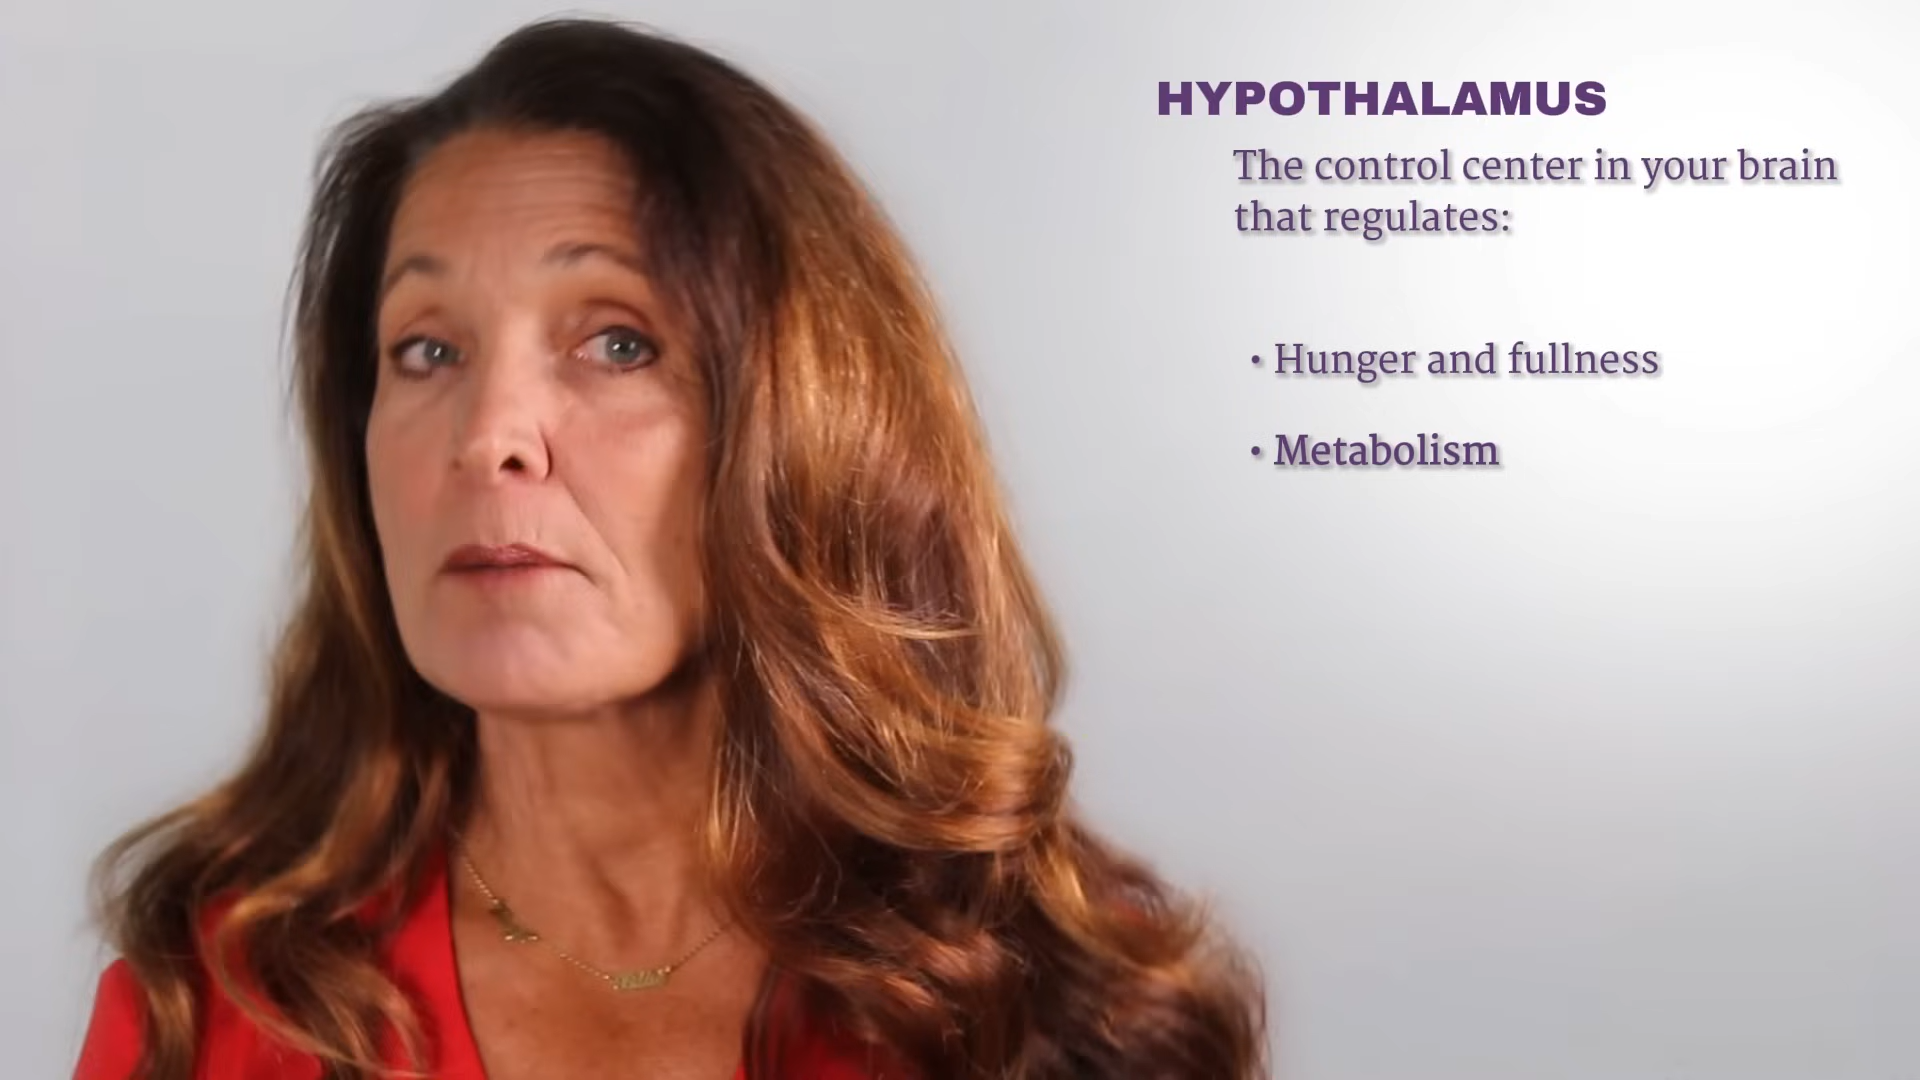 HYPOTHALAMUS
The control center in your brain
that regulates:
• Hunger and fullness
• Metabolism